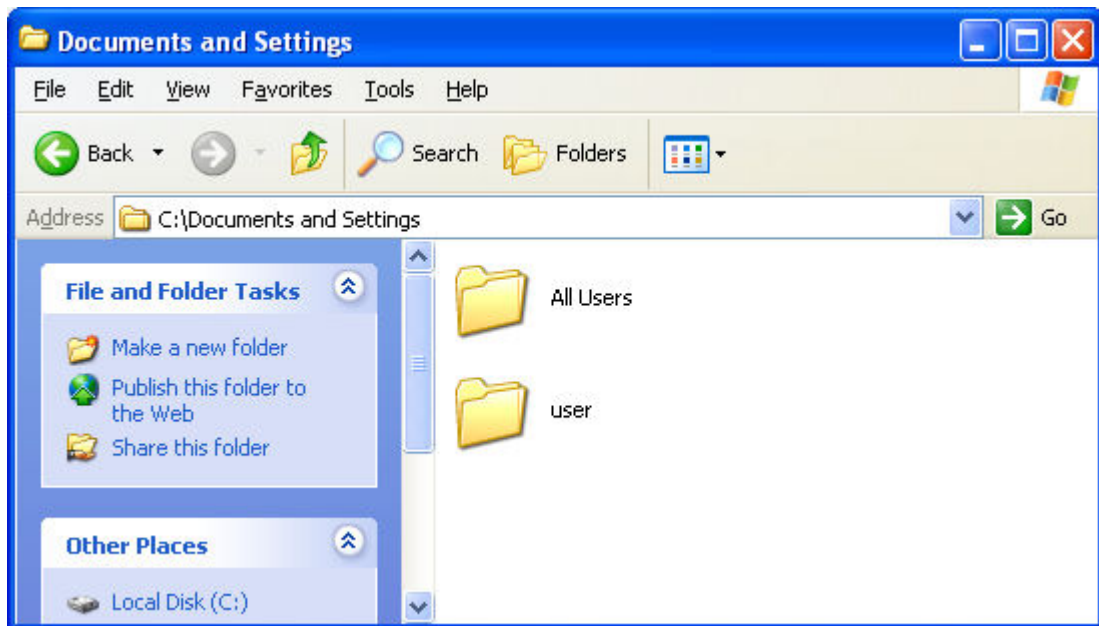 Documents and Settings
File Edit View Favorites Tools Help
Back Search Folders
Address C:\Documents and Settings Go
File and Folder Tasks
Make a new folder
Publish this folder to
the Web
Share this folder
Other Places
Local Disk (C:)
All Users
user